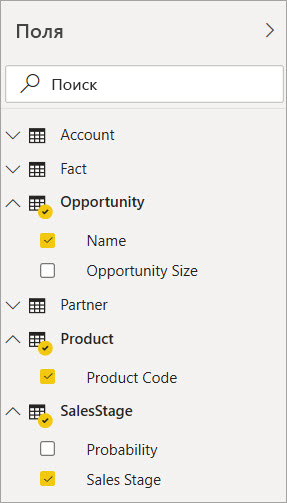 Поля
Поиск
Account
Fact
Opportunity
Name
Opportunity Size
Partner
Product
Product Code
SalesStage
Probability
Sales Stage